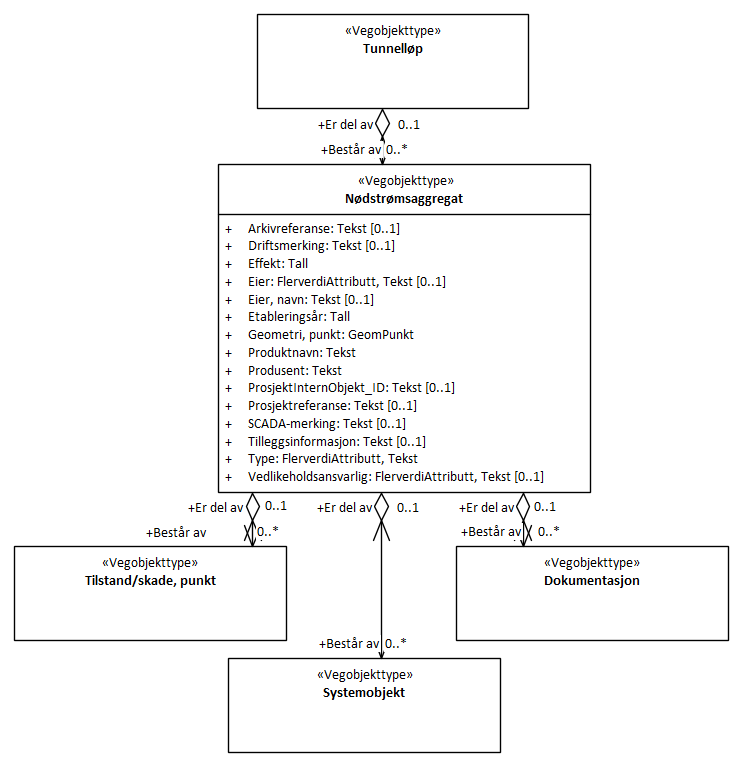 «Vegobjekttype»
Tunnelløp
+Er del av 0..1
+Består av 0..*
«Vegobjekttype»
Nødstrømsaggregat
+ Arkivreferanse: Tekst [0..1]
+ Driftsmerking: Tekst [0..1]
+ Effekt: Tall
+ Eier: FlerverdiAttributt, Tekst [0..1]
+ Eier, navn: Tekst [0..1]
+ Etableringsår: Tall
+ Geometri, punkt: GeomPunkt
+ Produktnavn: Tekst
+ Produsent: Tekst
+ ProsjektInternObjekt_ID: Tekst [0..1]
+ Prosjektreferanse: Tekst [0..1]
+ SCADA-merking: Tekst [0..1]
+ Tilleggsinformasjon: Tekst [0..1]
+ Type: FlerverdiAttributt, Tekst
+ Vedlikeholdsansvarlig: FlerverdiAttributt, Tekst [0..1]
+Er del av 0..1 +Er del av 0..1 +Er del av 0..1
+Består av 0..* +Består av 0..*
«Vegobjekttype»
Tilstand/skade, punkt
«Vegobjekttype»
Dokumentasjon
+Består av 0..*
«Vegobjekttype»
Systemobjekt